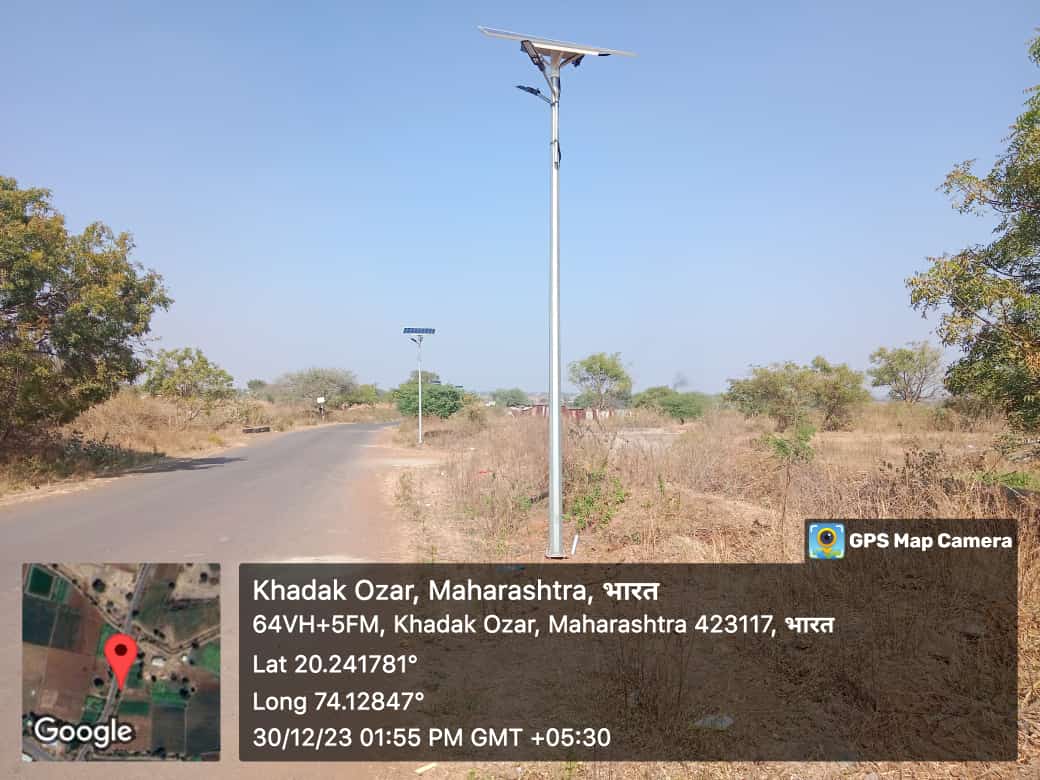 GPS Map Camera
Khadak Ozar, Maharashtra, भारत
64VH+5FM, Khadak Ozar, Maharashtra 423117, भारत
Lat 20.241781°
Long 74.12847°
30/12/23 01:55 PM GMT +05:30
Google